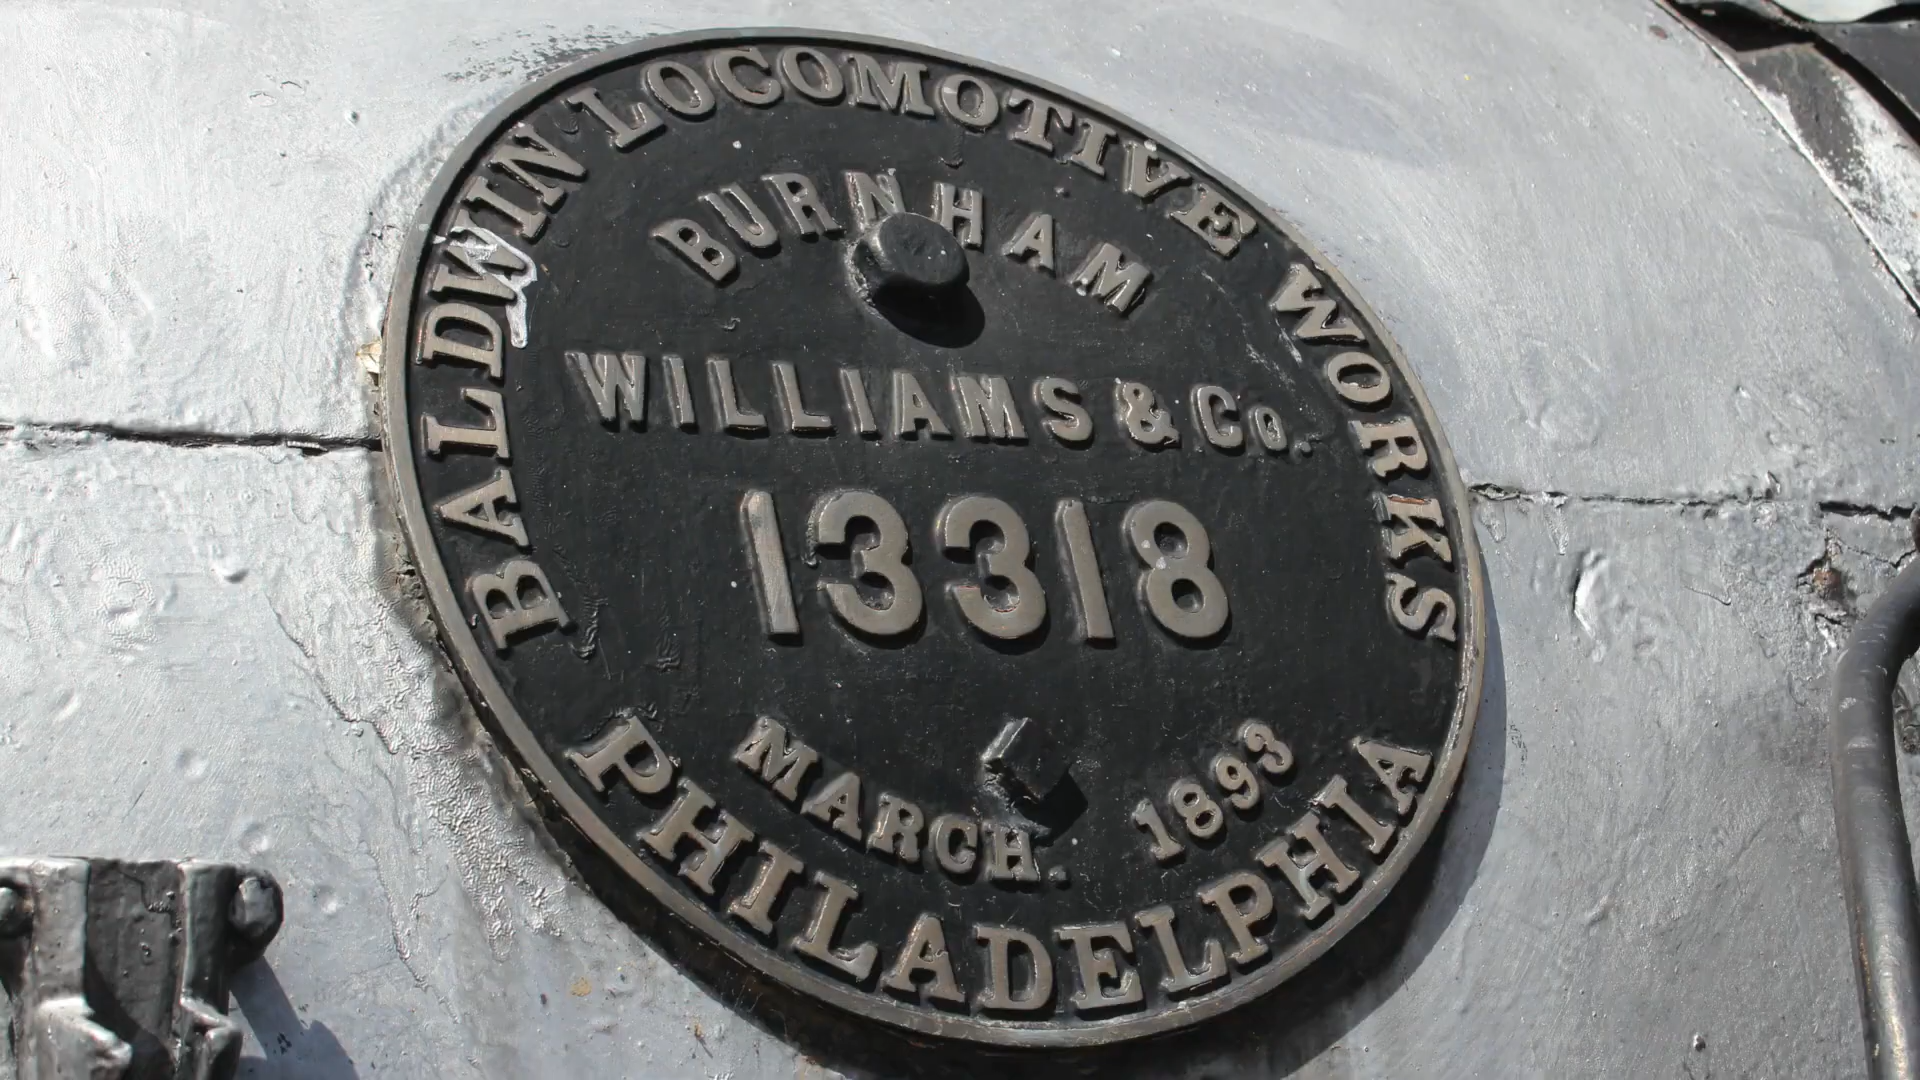 BALDWIN LOCOMOTIVE WORKS
BURNHAM
WILLIAMS & Co.
13318
MARCH. 1893
PHILADELPHIA